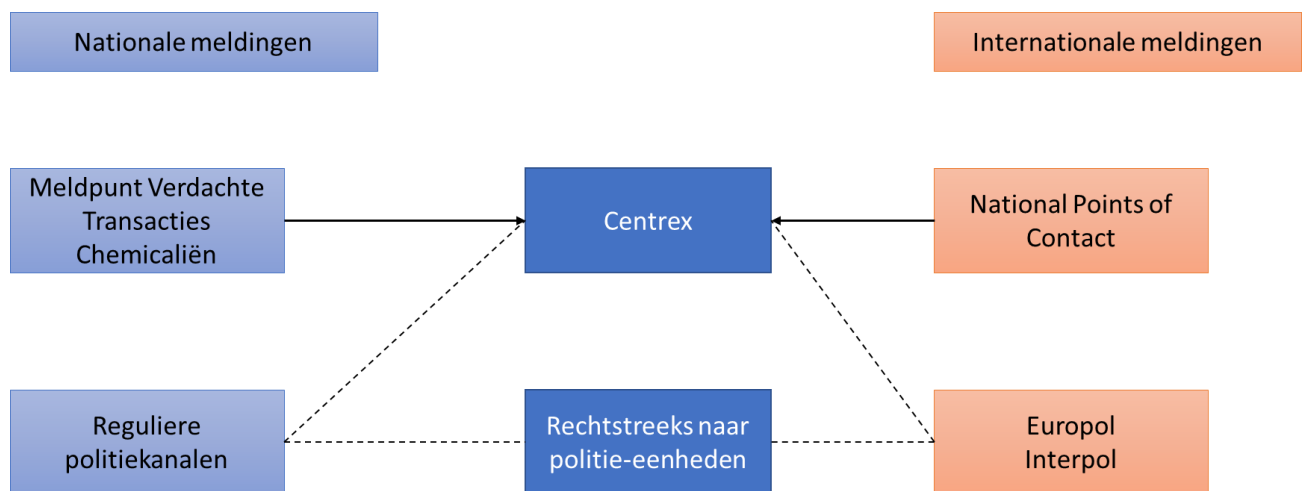 Nationale meldingen
Internationale meldingen
Meldpunt Verdachte
Transacties
Chemicaliën
Centrex
National Points of
Contact
Reguliere
politiekanalen
Rechtstreeks naar
politie-eenheden
Europol
Interpol